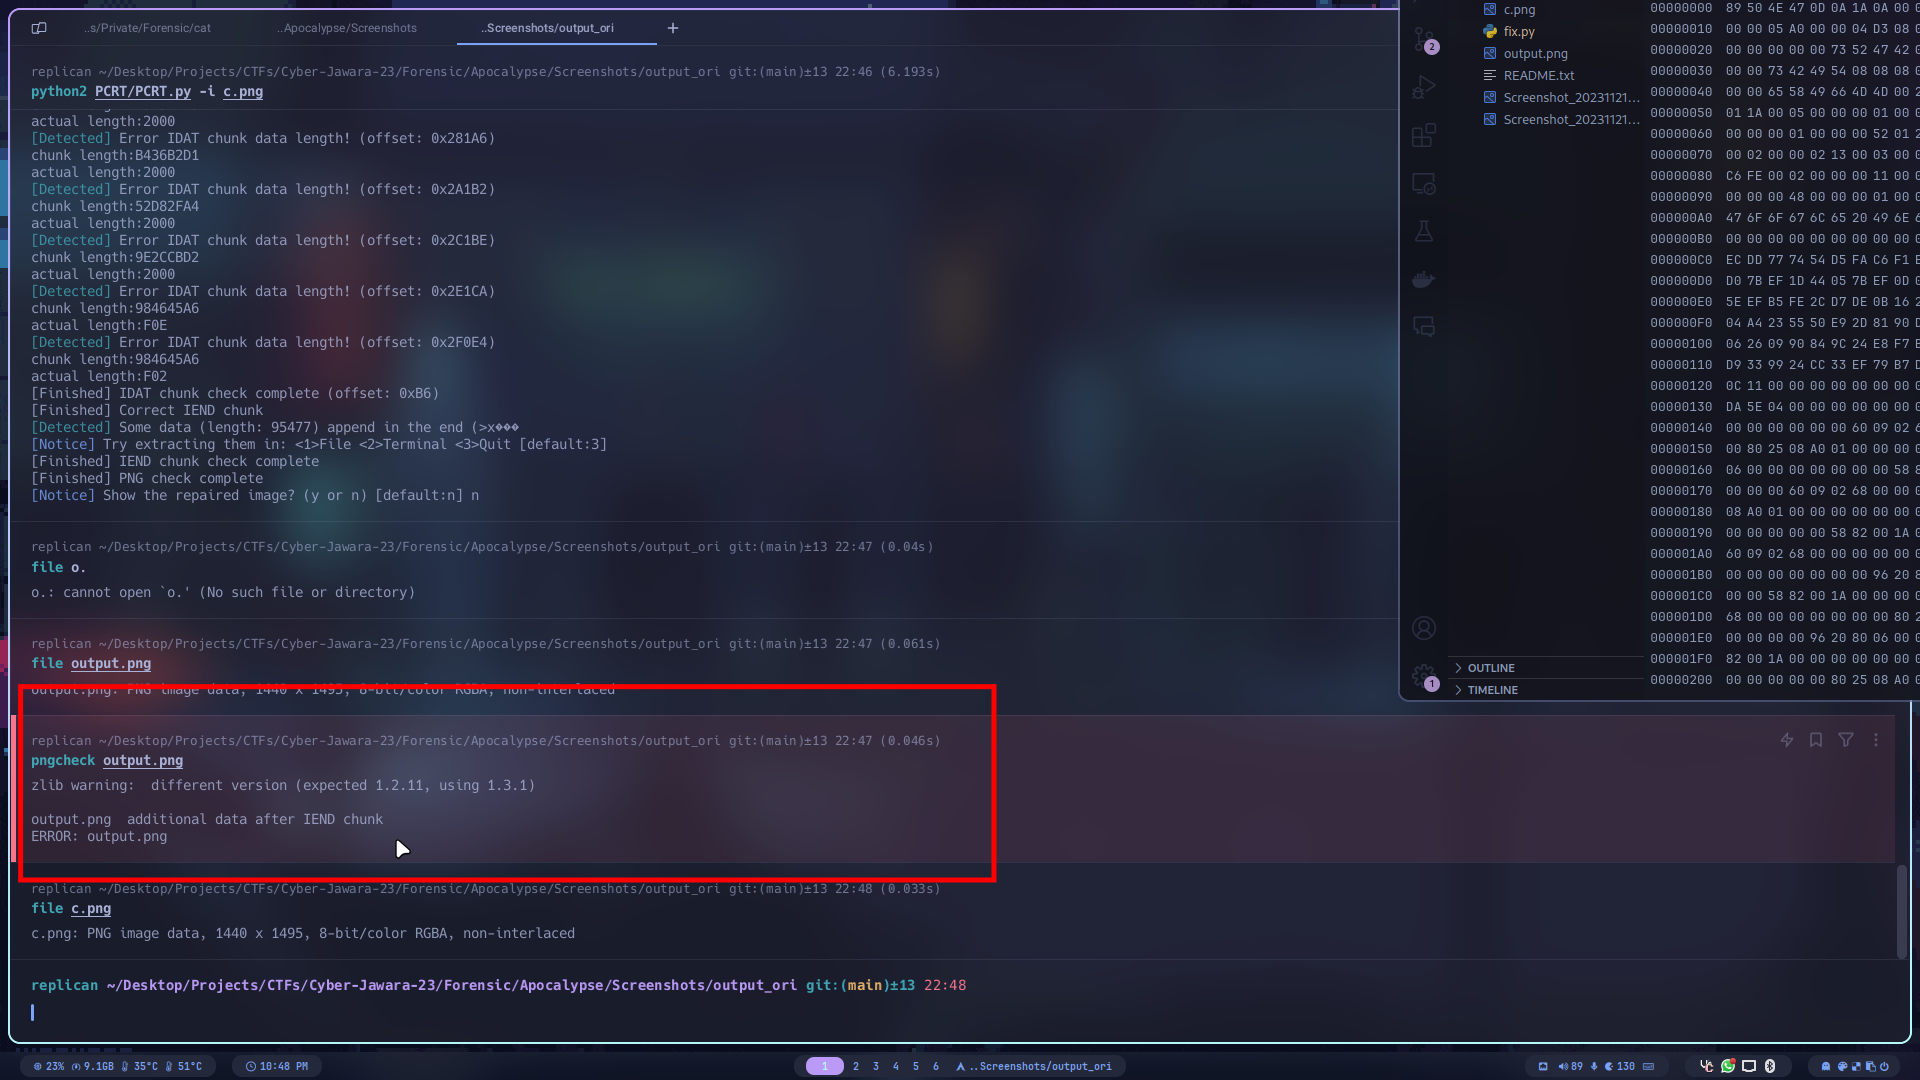 ..s/Private/Forensic/cat
..Apocalypse/Screenshots
..Screenshots/output_ori
+
replican ~/Desktop/Projects/CTFs/Cyber-Jawara-23/Forensic/Apocalypse/Screenshots/output_ori git:(main)±13 22:46 (6.193s)
python2 PCRT/PCRT.py -i c.png
actual length:2000
[Detected] Error IDAT chunk data length! (offset: 0x281A6)
chunk length:B436B2D1
actual length:2000
[Detected] Error IDAT chunk data length! (offset: 0x2A1B2)
chunk length:52D82FA4
actual length:2000
[Detected] Error IDAT chunk data length! (offset: 0x2C1BE)
chunk length:9E2CCBD2
actual length:2000
[Detected] Error IDAT chunk data length! (offset: 0x2E1CA)
chunk length:984645A6
actual length:F0E
[Detected] Error IDAT chunk data length! (offset: 0x2F0E4)
chunk length:984645A6
actual length:F02
[Finished] IDAT chunk check complete (offset: 0xB6)
[Finished] Correct IEND chunk
[Detected] Some data (length: 95477) append in the end (>x���
[Notice] Try extracting them in: <1>File <2>Terminal <3>Quit [default:3]
[Finished] IEND chunk check complete
[Finished] PNG check complete
[Notice] Show the repaired image? (y or n) [default:n] n
replican ~/Desktop/Projects/CTFs/Cyber-Jawara-23/Forensic/Apocalypse/Screenshots/output_ori git:(main)±13 22:47 (0.04s)
file o.
o.: cannot open `o.' (No such file or directory)
replican ~/Desktop/Projects/CTFs/Cyber-Jawara-23/Forensic/Apocalypse/Screenshots/output_ori git:(main)±13 22:47 (0.061s)
file output.png
output.png: PNG image data, 1440 x 1495, 8-bit/color RGBA, non-interlaced
replican ~/Desktop/Projects/CTFs/Cyber-Jawara-23/Forensic/Apocalypse/Screenshots/output_ori git:(main)±13 22:47 (0.046s)
pngcheck output.png
zlib warning:  different version (expected 1.2.11, using 1.3.1)
output.png  additional data after IEND chunk
ERROR: output.png
replican ~/Desktop/Projects/CTFs/Cyber-Jawara-23/Forensic/Apocalypse/Screenshots/output_ori git:(main)±13 22:48 (0.033s)
file c.png
c.png: PNG image data, 1440 x 1495, 8-bit/color RGBA, non-interlaced
replican ~/Desktop/Projects/CTFs/Cyber-Jawara-23/Forensic/Apocalypse/Screenshots/output_ori git:(main)±13 22:48
2
1
c.png
fix.py
output.png
README.txt
Screenshot_20231121...
Screenshot_20231121...
OUTLINE
TIMELINE
00000000 89 50 4E 47 0D 0A 1A 0A 00
00000010 00 00 05 A0 00 00 04 D3 08
00000020 00 00 00 00 00 73 52 47 42
00000030 00 00 73 42 49 54 08 08 08
00000040 00 00 65 58 49 66 4D 4D 00
00000050 01 1A 00 05 00 00 00 01 00
00000060 00 00 00 01 00 00 00 52 01
00000070 00 02 00 00 02 13 00 03 00
00000080 C6 FE 00 02 00 00 00 11 00
00000090 00 00 00 48 00 00 00 01 00
000000A0 47 6F 6F 67 6C 65 20 49 6E
000000B0 00 00 00 00 00 00 00 00 00
000000C0 EC DD 77 74 54 D5 FA C6 F1
000000D0 D0 7B EF 1D 44 05 7B EF 0D
000000E0 5E EF B5 FE 2C D7 DE 0B 16
000000F0 04 A4 23 55 50 E9 2D 81 90
00000100 06 26 09 90 84 9C 24 E8 F7
00000110 D9 33 99 24 CC 33 EF 79 B7
00000120 0C 11 00 00 00 00 00 00 00
00000130 DA 5E 04 00 00 00 00 00 00
00000140 00 00 00 00 00 00 60 09 02
00000150 00 80 25 08 A0 01 00 00 00
00000160 06 00 00 00 00 00 00 00 58
00000170 00 00 00 60 09 02 68 00 00
00000180 08 A0 01 00 00 00 00 00 00
00000190 00 00 00 00 00 58 82 00 1A
000001A0 60 09 02 68 00 00 00 00 00
000001B0 00 00 00 00 00 00 00 96 20
000001C0 00 00 58 82 00 1A 00 00 00
000001D0 68 00 00 00 00 00 00 00 80
000001E0 00 00 00 00 96 20 80 06 00
000001F0 82 00 1A 00 00 00 00 00 00
00000200 00 00 00 00 00 80 25 08 A0
23% 9.1GB 35°C 51°C
10:48 PM
1 2 3 4 5 6 ..Screenshots/output_ori
89 130